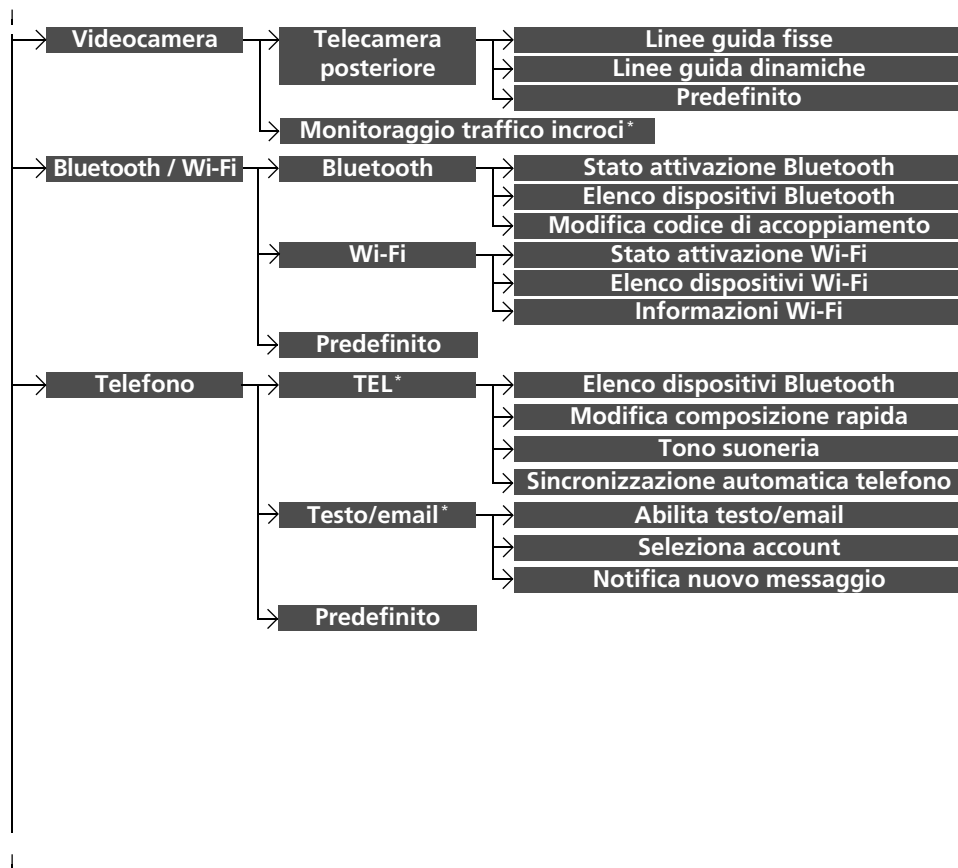 Videocamera
Telecamera
posteriore
Linee guida fisse
Linee guida dinamiche
Predefinito
Monitoraggio traffico incroci*
Bluetooth / Wi-Fi
Bluetooth
Stato attivazione Bluetooth
Elenco dispositivi Bluetooth
Modifica codice di accoppiamento
Wi-Fi
Stato attivazione Wi-Fi
Elenco dispositivi Wi-Fi
Informazioni Wi-Fi
Predefinito
Telefono
TEL*
Elenco dispositivi Bluetooth
Modifica composizione rapida
Tono suoneria
Sincronizzazione automatica telefono
Testo/email*
Abilita testo/email
Seleziona account
Notifica nuovo messaggio
Predefinito